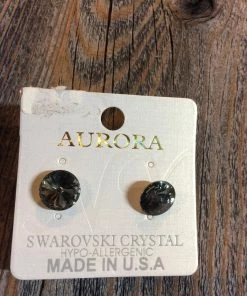 AURORA
SWAROVSKI CRYSTAL
HYPO-ALLERGENIC
MADE IN U.S.A